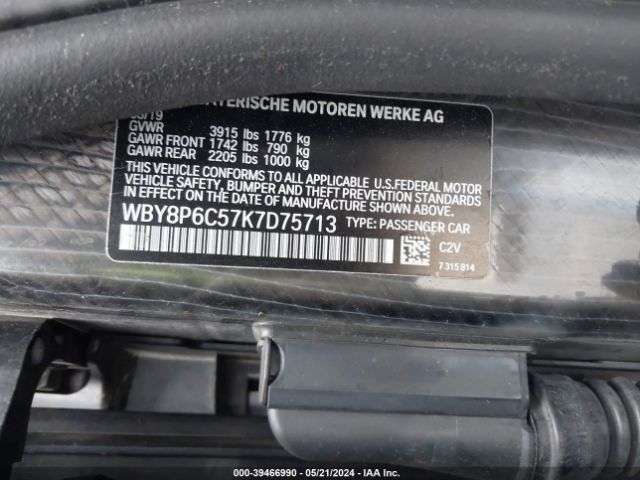 MOTOREN WERKE AG
GVWR 3915 lbs 1776 kg
GAWR FRONT 1742 lbs 790 kg
GAWR REAR 2205 lbs 1000 kg
THIS VEHICLE CONFORMS TO ALL APPLICABLE U.S.FEDERAL MOTOR
VEHICLE SAFETY, BUMPER, AND THEFT PREVENTION STANDARDS
IN EFFECT ON THE DATE OF MANUFACTURE SHOWN ABOVE.
WBY8P6C57K7D75713 TYPE: PASSENGER CAR
C2V
7315814
000-39466990 - 05/21/2024 - IAA Inc.